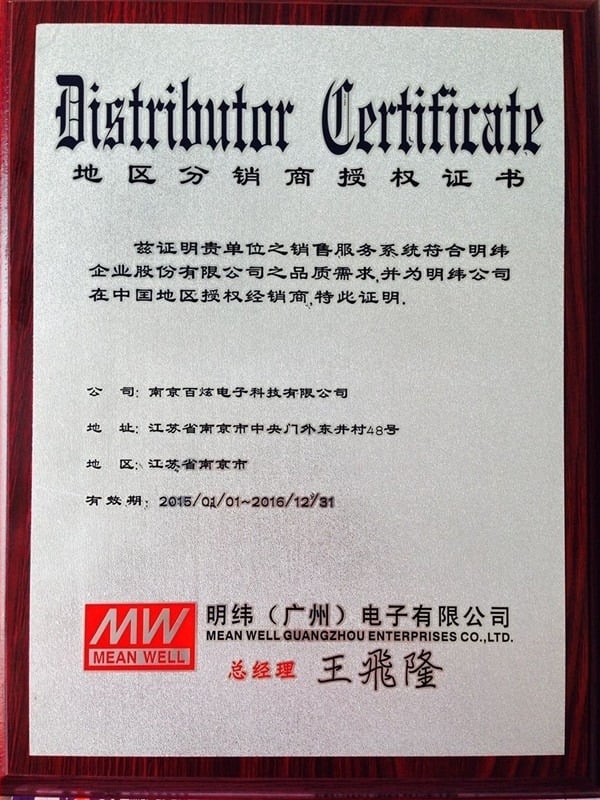 Distributor Certificate
地区分销商授权证书
兹证明贵单位之销售服务系统符合明纬
企业股份有限公司之品质需求,并为明纬公司
在中国地区授权经销商,特此证明.
公 司: 南京百炫电子科技有限公司
地 址: 江苏省南京市中央门外东井村48号
地 区: 江苏省南京市
有效期: 2015/01/01~2016/12/31
MW
MEAN WELL
明纬（广州）电子有限公司
MEAN WELL GUANGZHOU ENTERPRISES CO.,LTD.
总经理 王飛隆